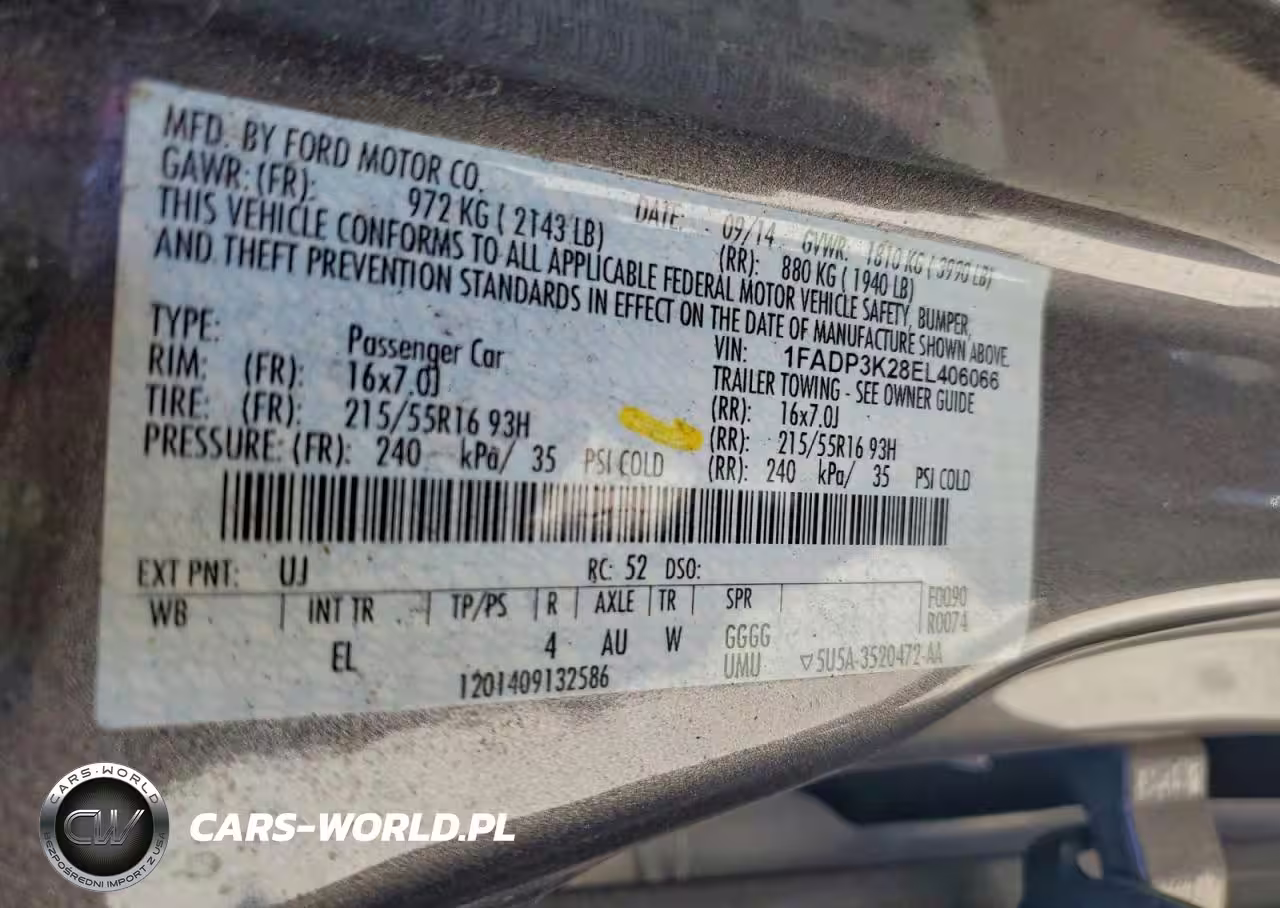 MFD. BY FORD MOTOR CO.
DATE: 09/14 GVWR: 1810 KG ( 3990 LB)
GAWR: (FR): 972 KG ( 2143 LB) (RR): 880 KG ( 1940 LB)
THIS VEHICLE CONFORMS TO ALL APPLICABLE FEDERAL MOTOR VEHICLE SAFETY, BUMPER,
AND THEFT PREVENTION STANDARDS IN EFFECT ON THE DATE OF MANUFACTURE SHOWN ABOVE.
VIN: 1FADP3K28EL406066
TYPE: Passenger Car TRAILER TOWING - SEE OWNER GUIDE
RIM: (FR): 16x7.0J (RR): 16x7.0J
TIRE: (FR): 215/55R16 93H (RR): 215/55R16 93H
PRESSURE: (FR): 240 kPa/ 35 PSI COLD (RR): 240 kPa/ 35 PSI COLD
EXT PNT: UJ RC: 52 DSO:
WB INT TR TP/PS R AXLE TR SPR F0090
R0074
EL 4 AU W GGGG
UMU ▽5U5A-3520472-AA
1201409132586
CARS-WORLD
CW
BEZPOŚREDNI IMPORT Z USA
CARS-WORLD.PL